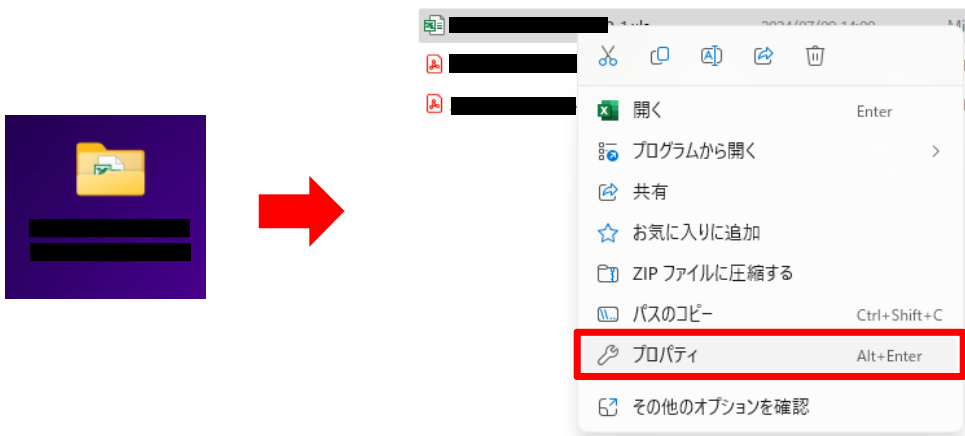 開く Enter
プログラムから開く
共有
お気に入りに追加
ZIP ファイルに圧縮する
パスのコピー Ctrl+Shift+C
プロパティ Alt+Enter
その他のオプションを確認